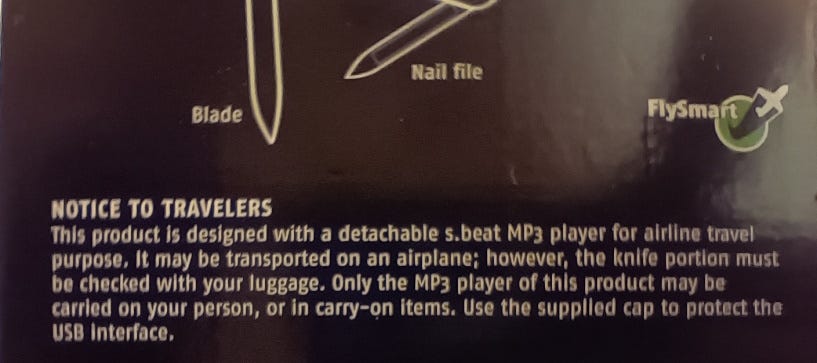 Nail file
Blade
FlySmart
NOTICE TO TRAVELERS
This product is designed with a detachable s.beat MP3 player for airline travel
purpose. It may be transported on an airplane; however, the knife portion must
be checked with your luggage. Only the MP3 player of this product may be
carried on your person, or in carry-on items. Use the supplied cap to protect the
USB interface.